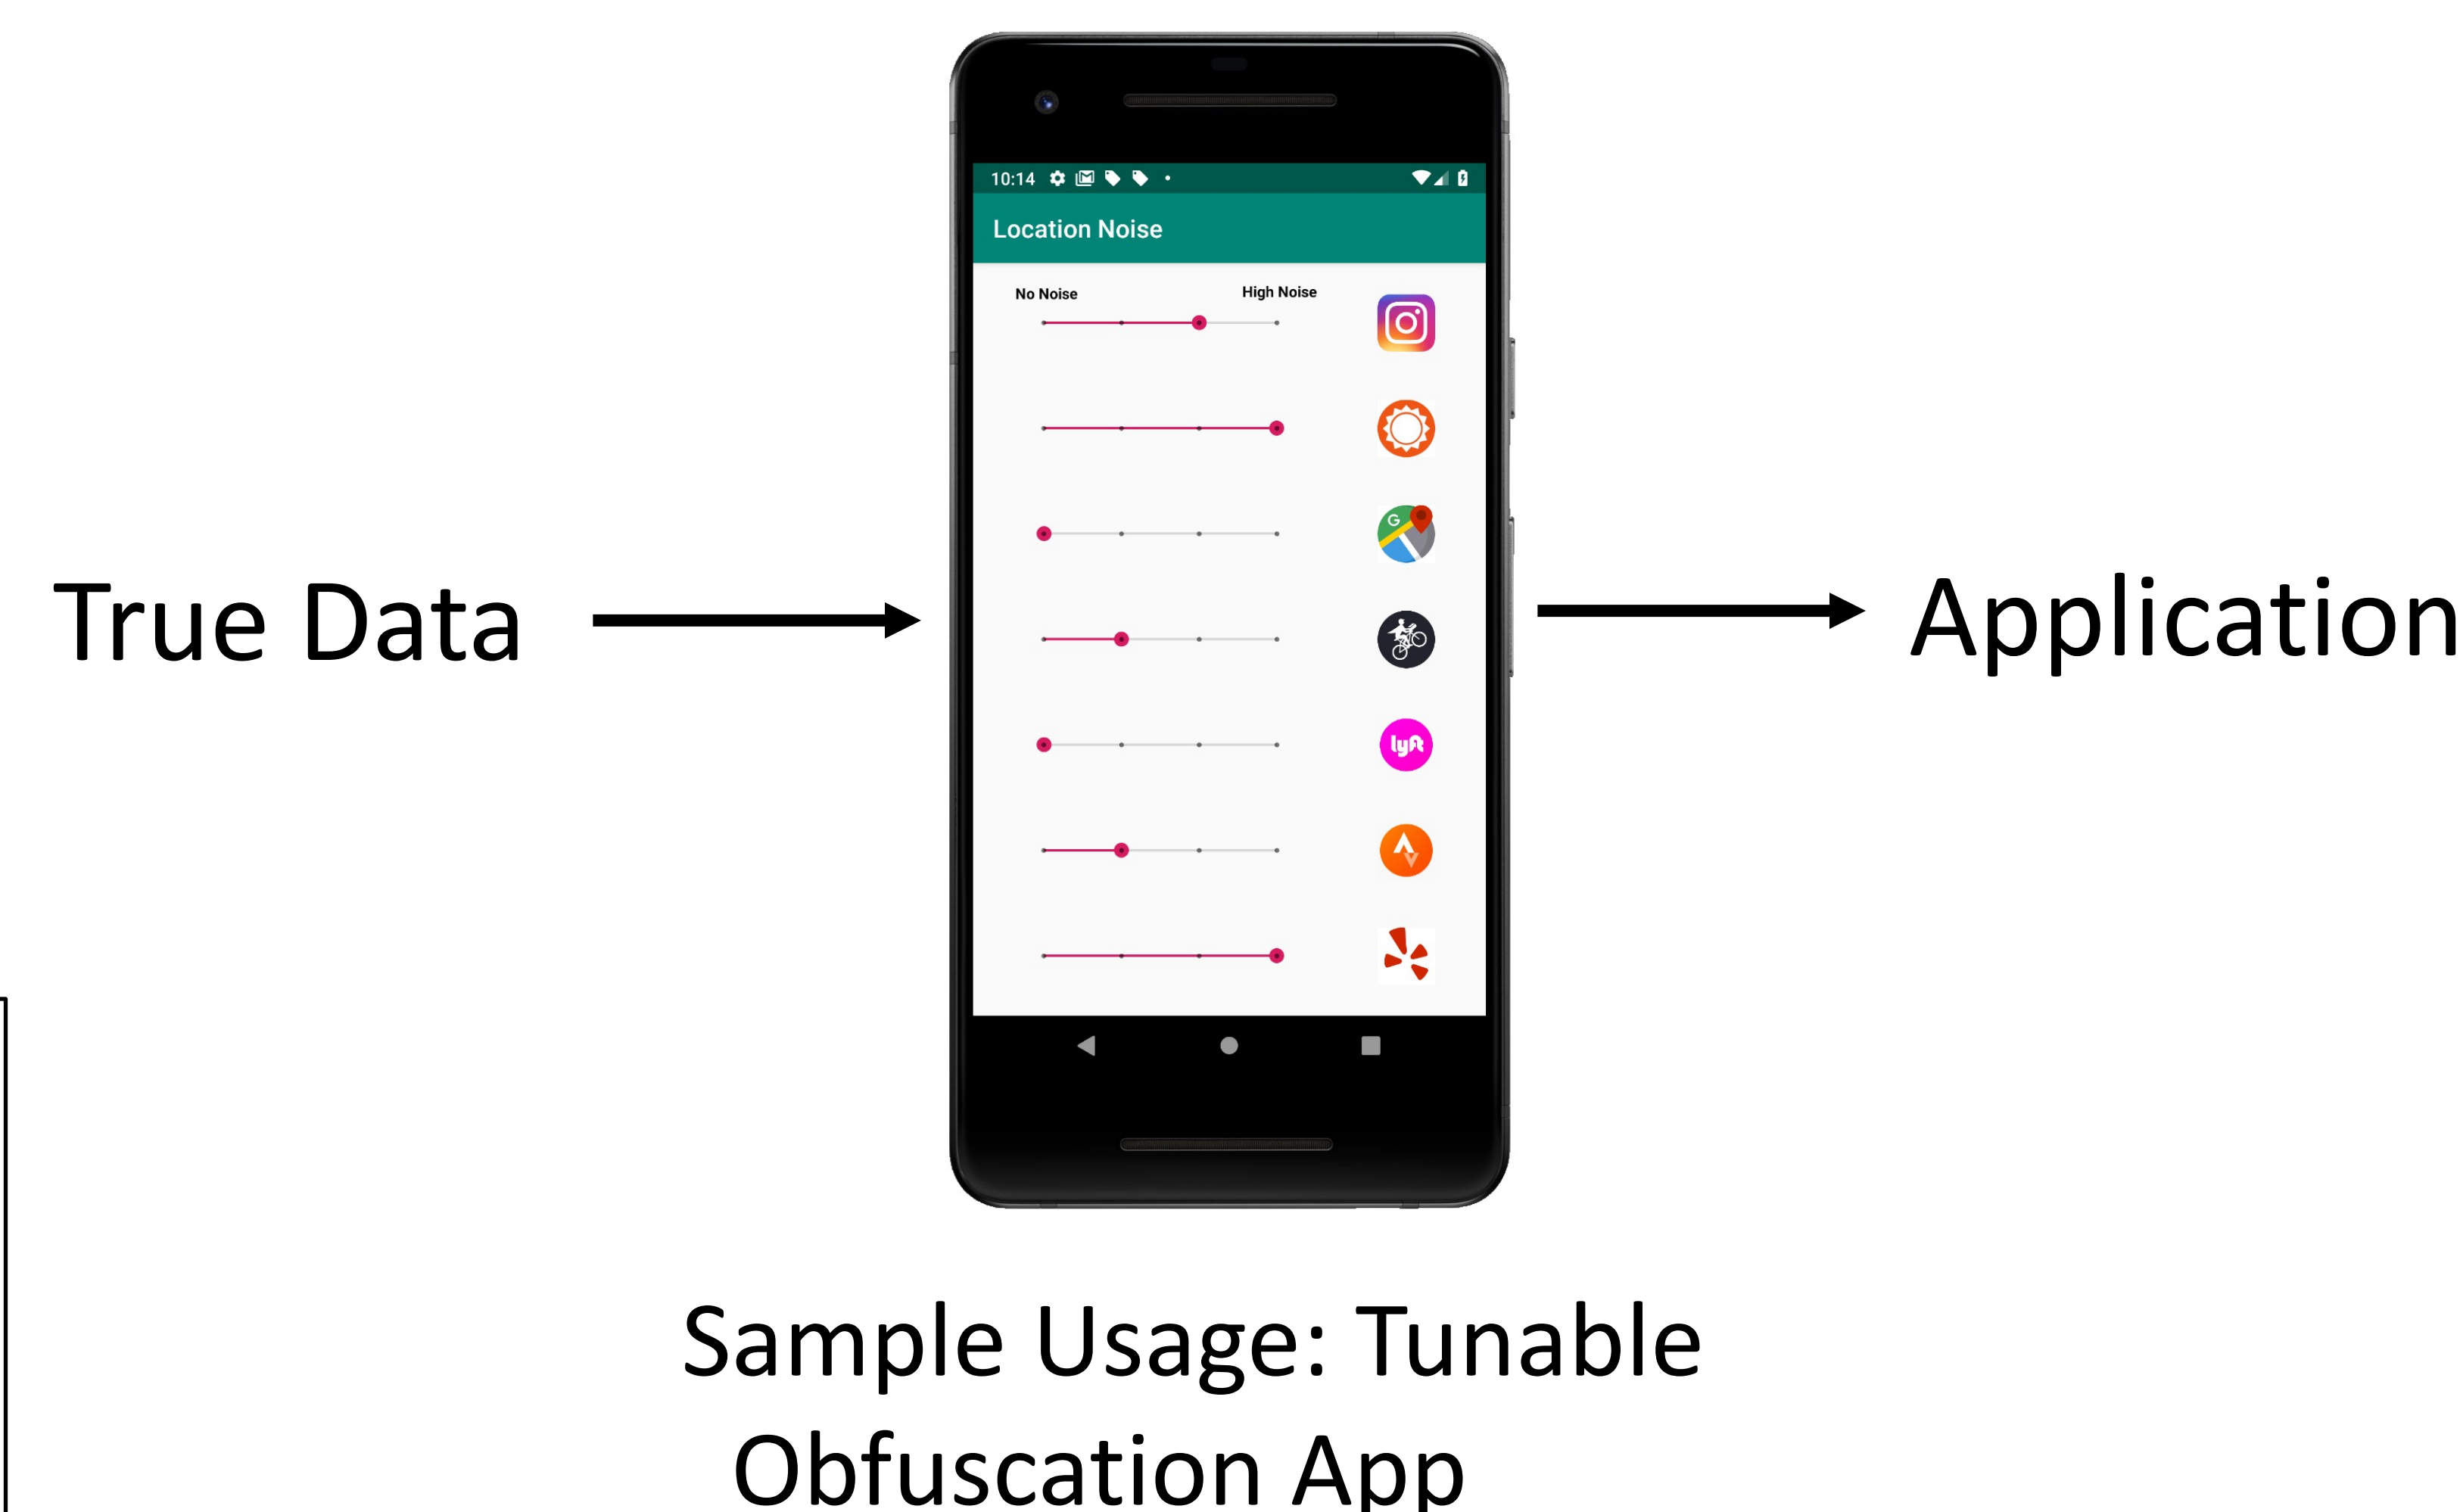 10:14
Location Noise
No Noise
High Noise
G
True Data
Application
lyft
Sample Usage: Tunable
Obfuscation App